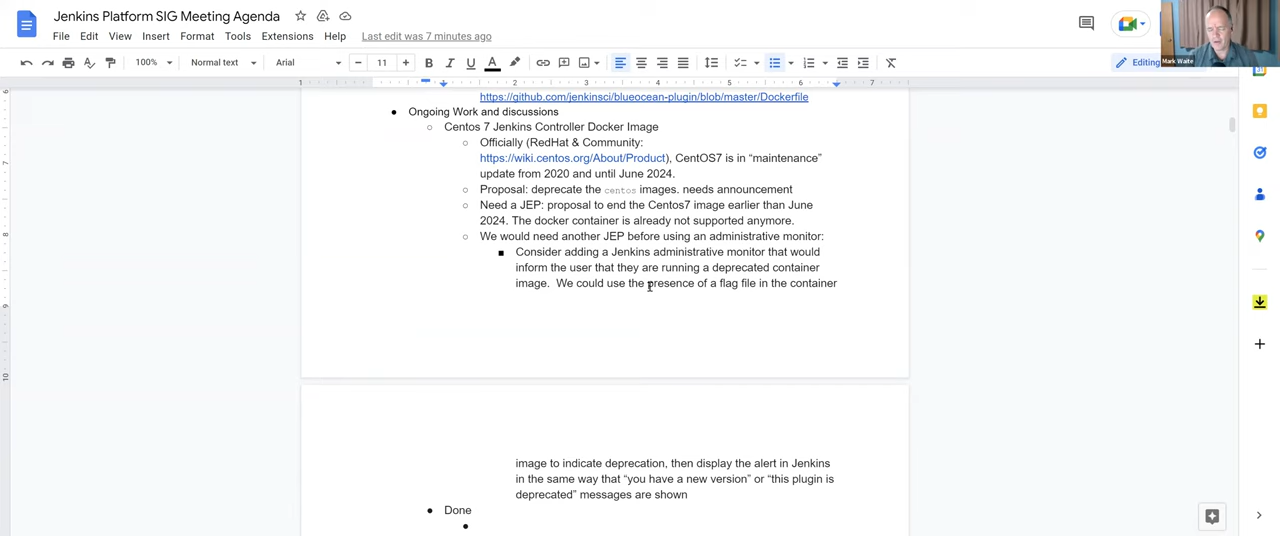 Jenkins Platform SIG Meeting Agenda
File Edit View Insert Format Tools Extensions Help Last edit was 7 minutes ago
100% Normal text Arial 11 Editing
Mark Waite
1 1 2 3 4 5 6 7
https://github.com/jenkinsci/blueocean-plugin/blob/master/Dockerfile
● Ongoing Work and discussions
○ Centos 7 Jenkins Controller Docker Image
○ Officially (RedHat & Community:
https://wiki.centos.org/About/Product), CentOS7 is in “maintenance”
update from 2020 and until June 2024.
○ Proposal: deprecate the centos images. needs announcement
○ Need a JEP: proposal to end the Centos7 image earlier than June
2024. The docker container is already not supported anymore.
○ We would need another JEP before using an administrative monitor:
■ Consider adding a Jenkins administrative monitor that would
inform the user that they are running a deprecated container
image.  We could use the presence of a flag file in the container
image to indicate deprecation, then display the alert in Jenkins
in the same way that “you have a new version” or “this plugin is
deprecated” messages are shown
● Done
●